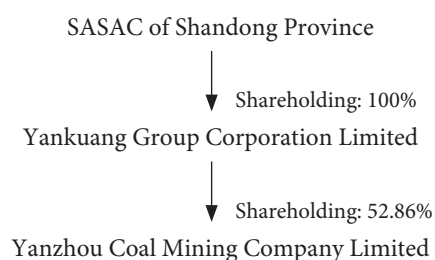 SASAC of Shandong Province
Shareholding: 100%
Yankuang Group Corporation Limited
Shareholding: 52.86%
Yanzhou Coal Mining Company Limited